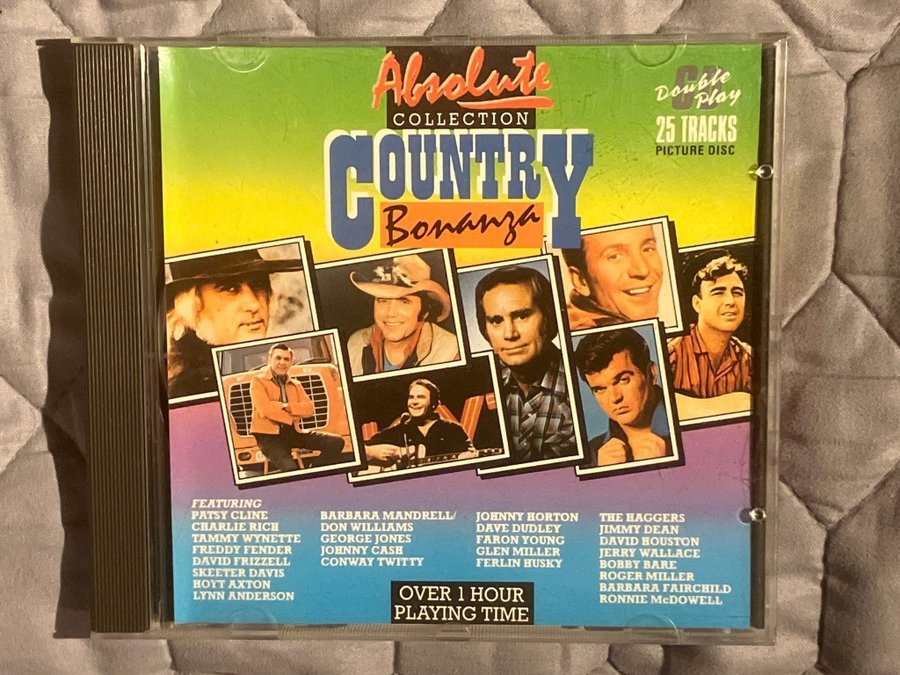 Absolute
COLLECTION
COUNTRY
Bonanza
CD
Double
Play
25 TRACKS
PICTURE DISC
FEATURING
PATSY CLINE
CHARLIE RICH
TAMMY WYNETTE
FREDDY FENDER
DAVID FRIZZELL
SKEETER DAVIS
HOYT AXTON
LYNN ANDERSON
BARBARA MANDRELL/
DON WILLIAMS
GEORGE JONES
JOHNNY CASH
CONWAY TWITTY
JOHNNY HORTON
DAVE DUDLEY
FARON YOUNG
GLEN MILLER
FERLIN HUSKY
THE HAGGERS
JIMMY DEAN
DAVID HOUSTON
JERRY WALLACE
BOBBY BARE
ROGER MILLER
BARBARA FAIRCHILD
RONNIE McDOWELL
OVER 1 HOUR
PLAYING TIME